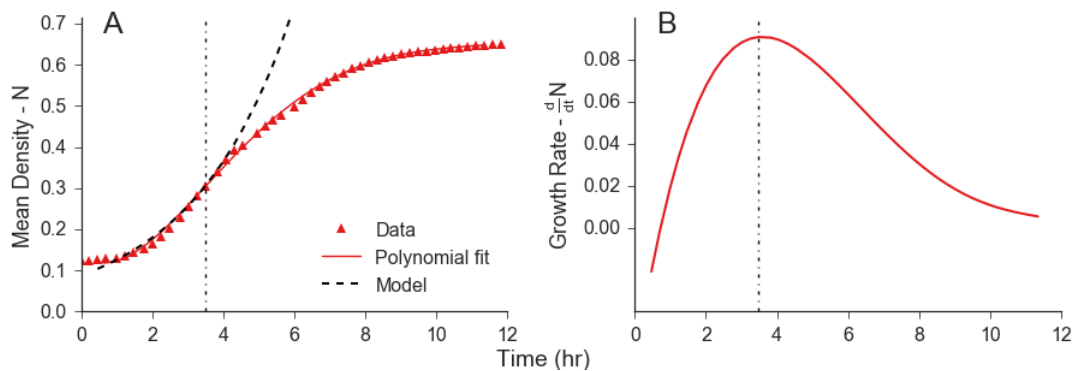 A
Mean Density - N
0.7
0.6
0.5
0.4
0.3
0.2
0.1
0.0
0 2 4 6 8 10 12
Data
Polynomial fit
Model
B
Growth Rate - d/dt N
0.08
0.06
0.04
0.02
0.00
0 2 4 6 8 10 12
Time (hr)